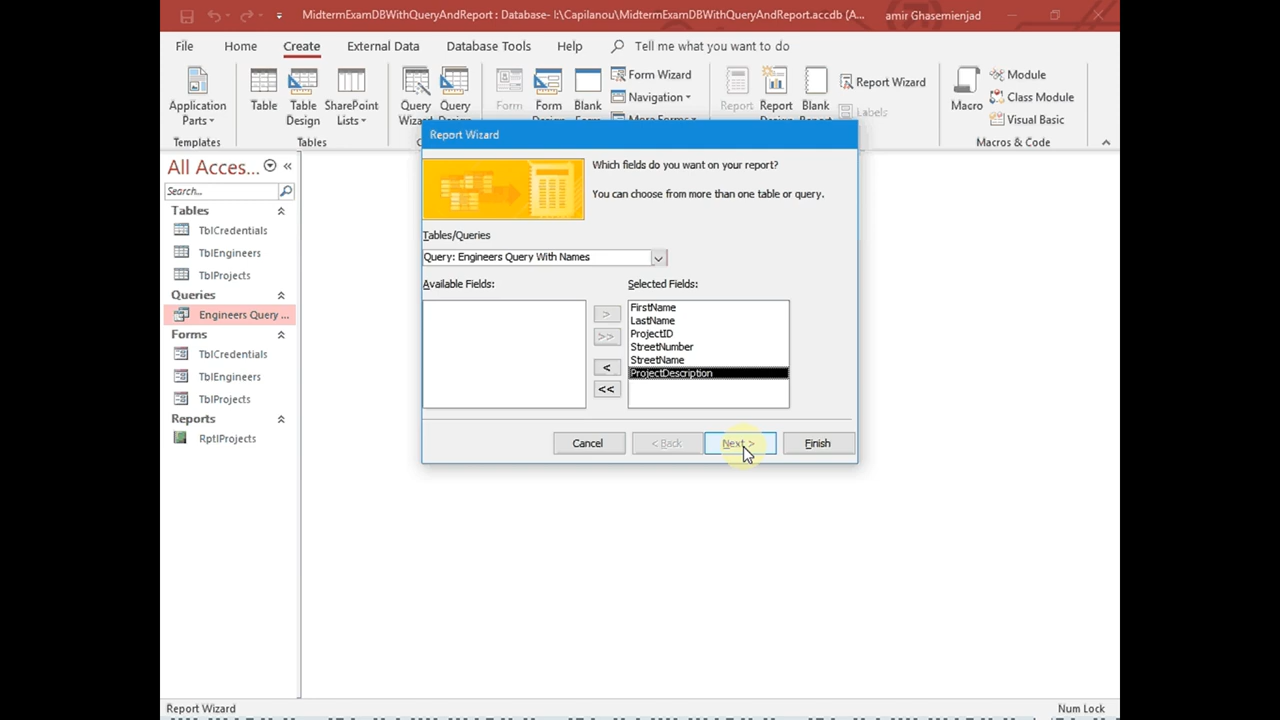 MidtermExamDBWithQueryAndReport : Database- I:\Capilanou\MidtermExamDBWithQueryAndReport.accdb (A...
amir Ghasemienjad
File Home Create External Data Database Tools Help Tell me what you want to do
Application Parts
Templates
Table
Table Design
SharePoint Lists
Tables
Query
Query
Form
Form
Blank
Form Wizard
Navigation
More Forms
Report
Report Design
Blank
Report Wizard
Labels
Macro
Module
Class Module
Visual Basic
Macros & Code
All Acces...
Search...
Tables
TblCredentials
TblEngineers
TblProjects
Queries
Engineers Query ...
Forms
TblCredentials
TblEngineers
TblProjects
Reports
RptlProjects
Report Wizard
Which fields do you want on your report?
You can choose from more than one table or query.
Tables/Queries
Query: Engineers Query With Names
Available Fields:
Selected Fields:
FirstName
LastName
ProjectID
StreetNumber
StreetName
ProjectDescription
>
>>
<
<<
Cancel
< Back
Next >
Finish
Report Wizard
Num Lock